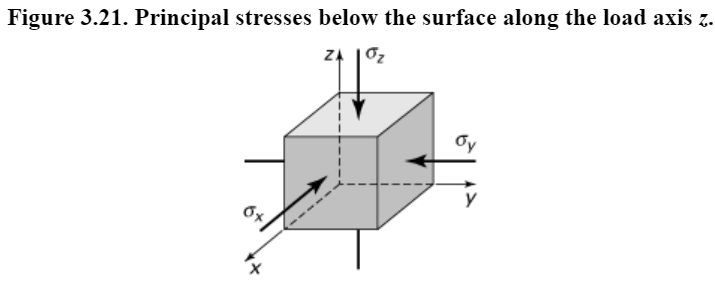 Figure 3.21. Principal stresses below the surface along the load axis z.
z
σz
σy
y
σx
x